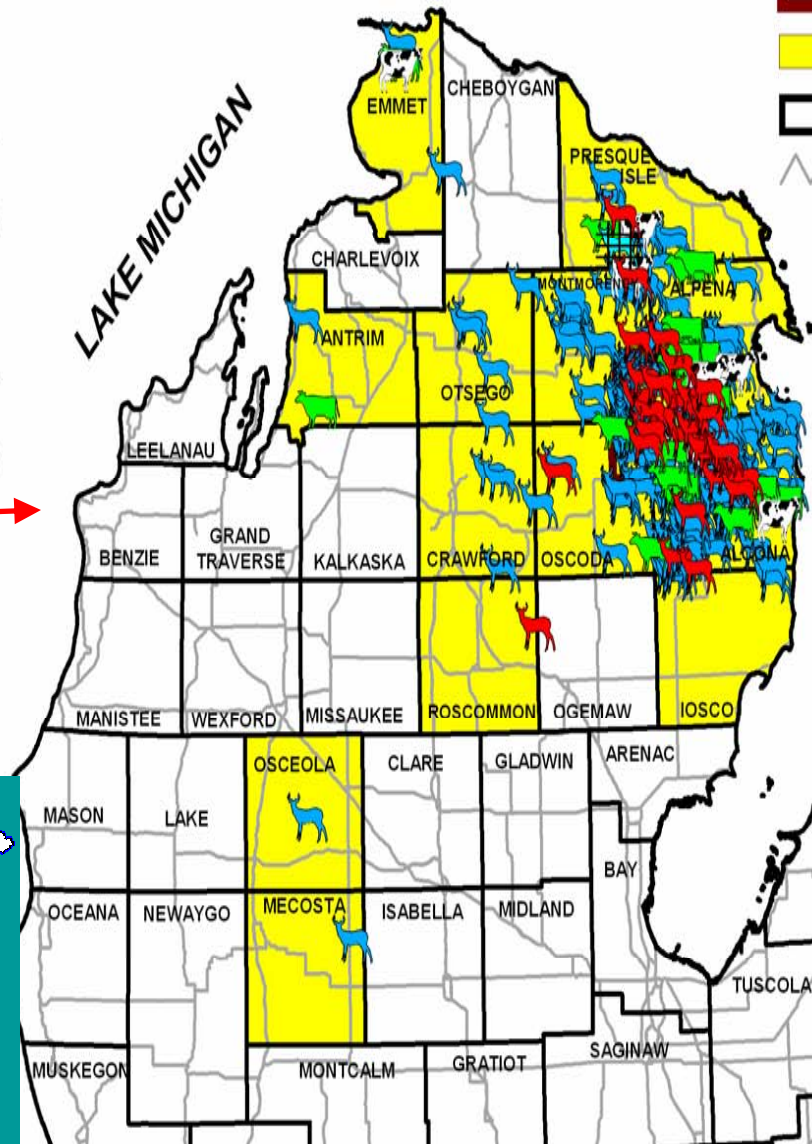 CHEBOYGAN
EMMET
PRESQUE
ISLE
LAKE MICHIGAN
CHARLEVOIX
ALPENA
ANTRIM
OTSEGO
LEELANAU
GRAND
TRAVERSE
BENZIE
KALKASKA
CRAWFORD
OSCODA
ALCONA
MANISTEE
WEXFORD
MISSAUKEE
ROSCOMMON
OGEMAW
IOSCO
OSCEOLA
CLARE
GLADWIN
ARENAC
MASON
LAKE
BAY
OCEANA
NEWAYGO
MECOSTA
ISABELLA
MIDLAND
TUSCOLA
MUSKEGON
MONTCALM
GRATIOT
SAGINAW